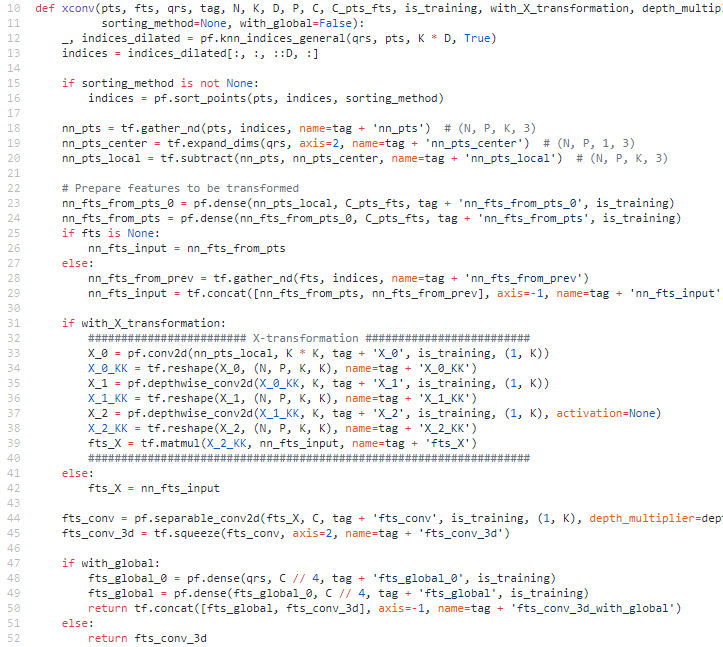 10 def xconv(pts, fts, qrs, tag, N, K, D, P, C, C_pts_fts, is_training, with_X_transformation, depth_multipl
11 sorting_method=None, with_global=False):
12 _, indices_dilated = pf.knn_indices_general(qrs, pts, K * D, True)
13 indices = indices_dilated[:, :, ::D, :]
14
15 if sorting_method is not None:
16 indices = pf.sort_points(pts, indices, sorting_method)
17
18 nn_pts = tf.gather_nd(pts, indices, name=tag + 'nn_pts') # (N, P, K, 3)
19 nn_pts_center = tf.expand_dims(qrs, axis=2, name=tag + 'nn_pts_center') # (N, P, 1, 3)
20 nn_pts_local = tf.subtract(nn_pts, nn_pts_center, name=tag + 'nn_pts_local') # (N, P, K, 3)
21
22 # Prepare features to be transformed
23 nn_fts_from_pts_0 = pf.dense(nn_pts_local, C_pts_fts, tag + 'nn_fts_from_pts_0', is_training)
24 nn_fts_from_pts = pf.dense(nn_fts_from_pts_0, C_pts_fts, tag + 'nn_fts_from_pts', is_training)
25 if fts is None:
26 nn_fts_input = nn_fts_from_pts
27 else:
28 nn_fts_from_prev = tf.gather_nd(fts, indices, name=tag + 'nn_fts_from_prev')
29 nn_fts_input = tf.concat([nn_fts_from_pts, nn_fts_from_prev], axis=-1, name=tag + 'nn_fts_input'
30
31 if with_X_transformation:
32 ######################## X-transformation #########################
33 X_0 = pf.conv2d(nn_pts_local, K * K, tag + 'X_0', is_training, (1, K))
34 X_0_KK = tf.reshape(X_0, (N, P, K, K), name=tag + 'X_0_KK')
35 X_1 = pf.depthwise_conv2d(X_0_KK, K, tag + 'X_1', is_training, (1, K))
36 X_1_KK = tf.reshape(X_1, (N, P, K, K), name=tag + 'X_1_KK')
37 X_2 = pf.depthwise_conv2d(X_1_KK, K, tag + 'X_2', is_training, (1, K), activation=None)
38 X_2_KK = tf.reshape(X_2, (N, P, K, K), name=tag + 'X_2_KK')
39 fts_X = tf.matmul(X_2_KK, nn_fts_input, name=tag + 'fts_X')
40 ###################################################################
41 else:
42 fts_X = nn_fts_input
43
44 fts_conv = pf.separable_conv2d(fts_X, C, tag + 'fts_conv', is_training, (1, K), depth_multiplier=dep
45 fts_conv_3d = tf.squeeze(fts_conv, axis=2, name=tag + 'fts_conv_3d')
46
47 if with_global:
48 fts_global_0 = pf.dense(qrs, C // 4, tag + 'fts_global_0', is_training)
49 fts_global = pf.dense(fts_global_0, C // 4, tag + 'fts_global', is_training)
50 return tf.concat([fts_global, fts_conv_3d], axis=-1, name=tag + 'fts_conv_3d_with_global')
51 else:
52 return fts_conv_3d